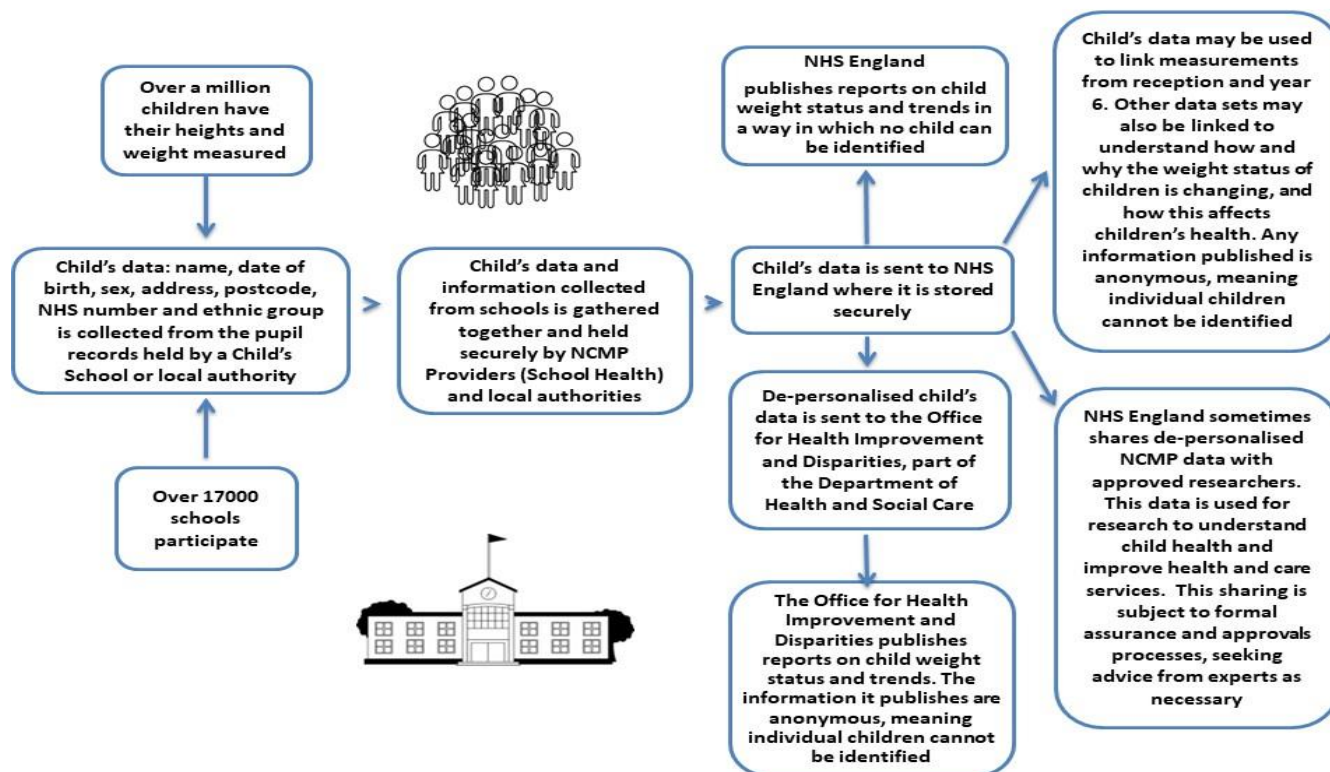 Over a million
children have
their heights and
weight measured
Child’s data: name, date of
birth, sex, address, postcode,
NHS number and ethnic group
is collected from the pupil
records held by a Child’s
School or local authority
Over 17000
schools
participate
Child’s data and
information collected
from schools is gathered
together and held
securely by NCMP
Providers (School Health)
and local authorities
Child’s data is sent to NHS
England where it is stored
securely
NHS England
publishes reports on child
weight status and trends in
a way in which no child can
be identified
De-personalised child’s
data is sent to the Office
for Health Improvement
and Disparities, part of
the Department of
Health and Social Care
The Office for Health
Improvement and
Disparities publishes
reports on child weight
status and trends. The
information it publishes are
anonymous, meaning
individual children cannot
be identified
Child’s data may be used
to link measurements
from reception and year
6. Other data sets may
also be linked to
understand how and
why the weight status of
children is changing, and
how this affects
children’s health. Any
information published is
anonymous, meaning
individual children
cannot be identified
NHS England sometimes
shares de-personalised
NCMP data with
approved researchers.
This data is used for
research to understand
child health and
improve health and care
services. This sharing is
subject to formal
assurance and approvals
processes, seeking
advice from experts as
necessary